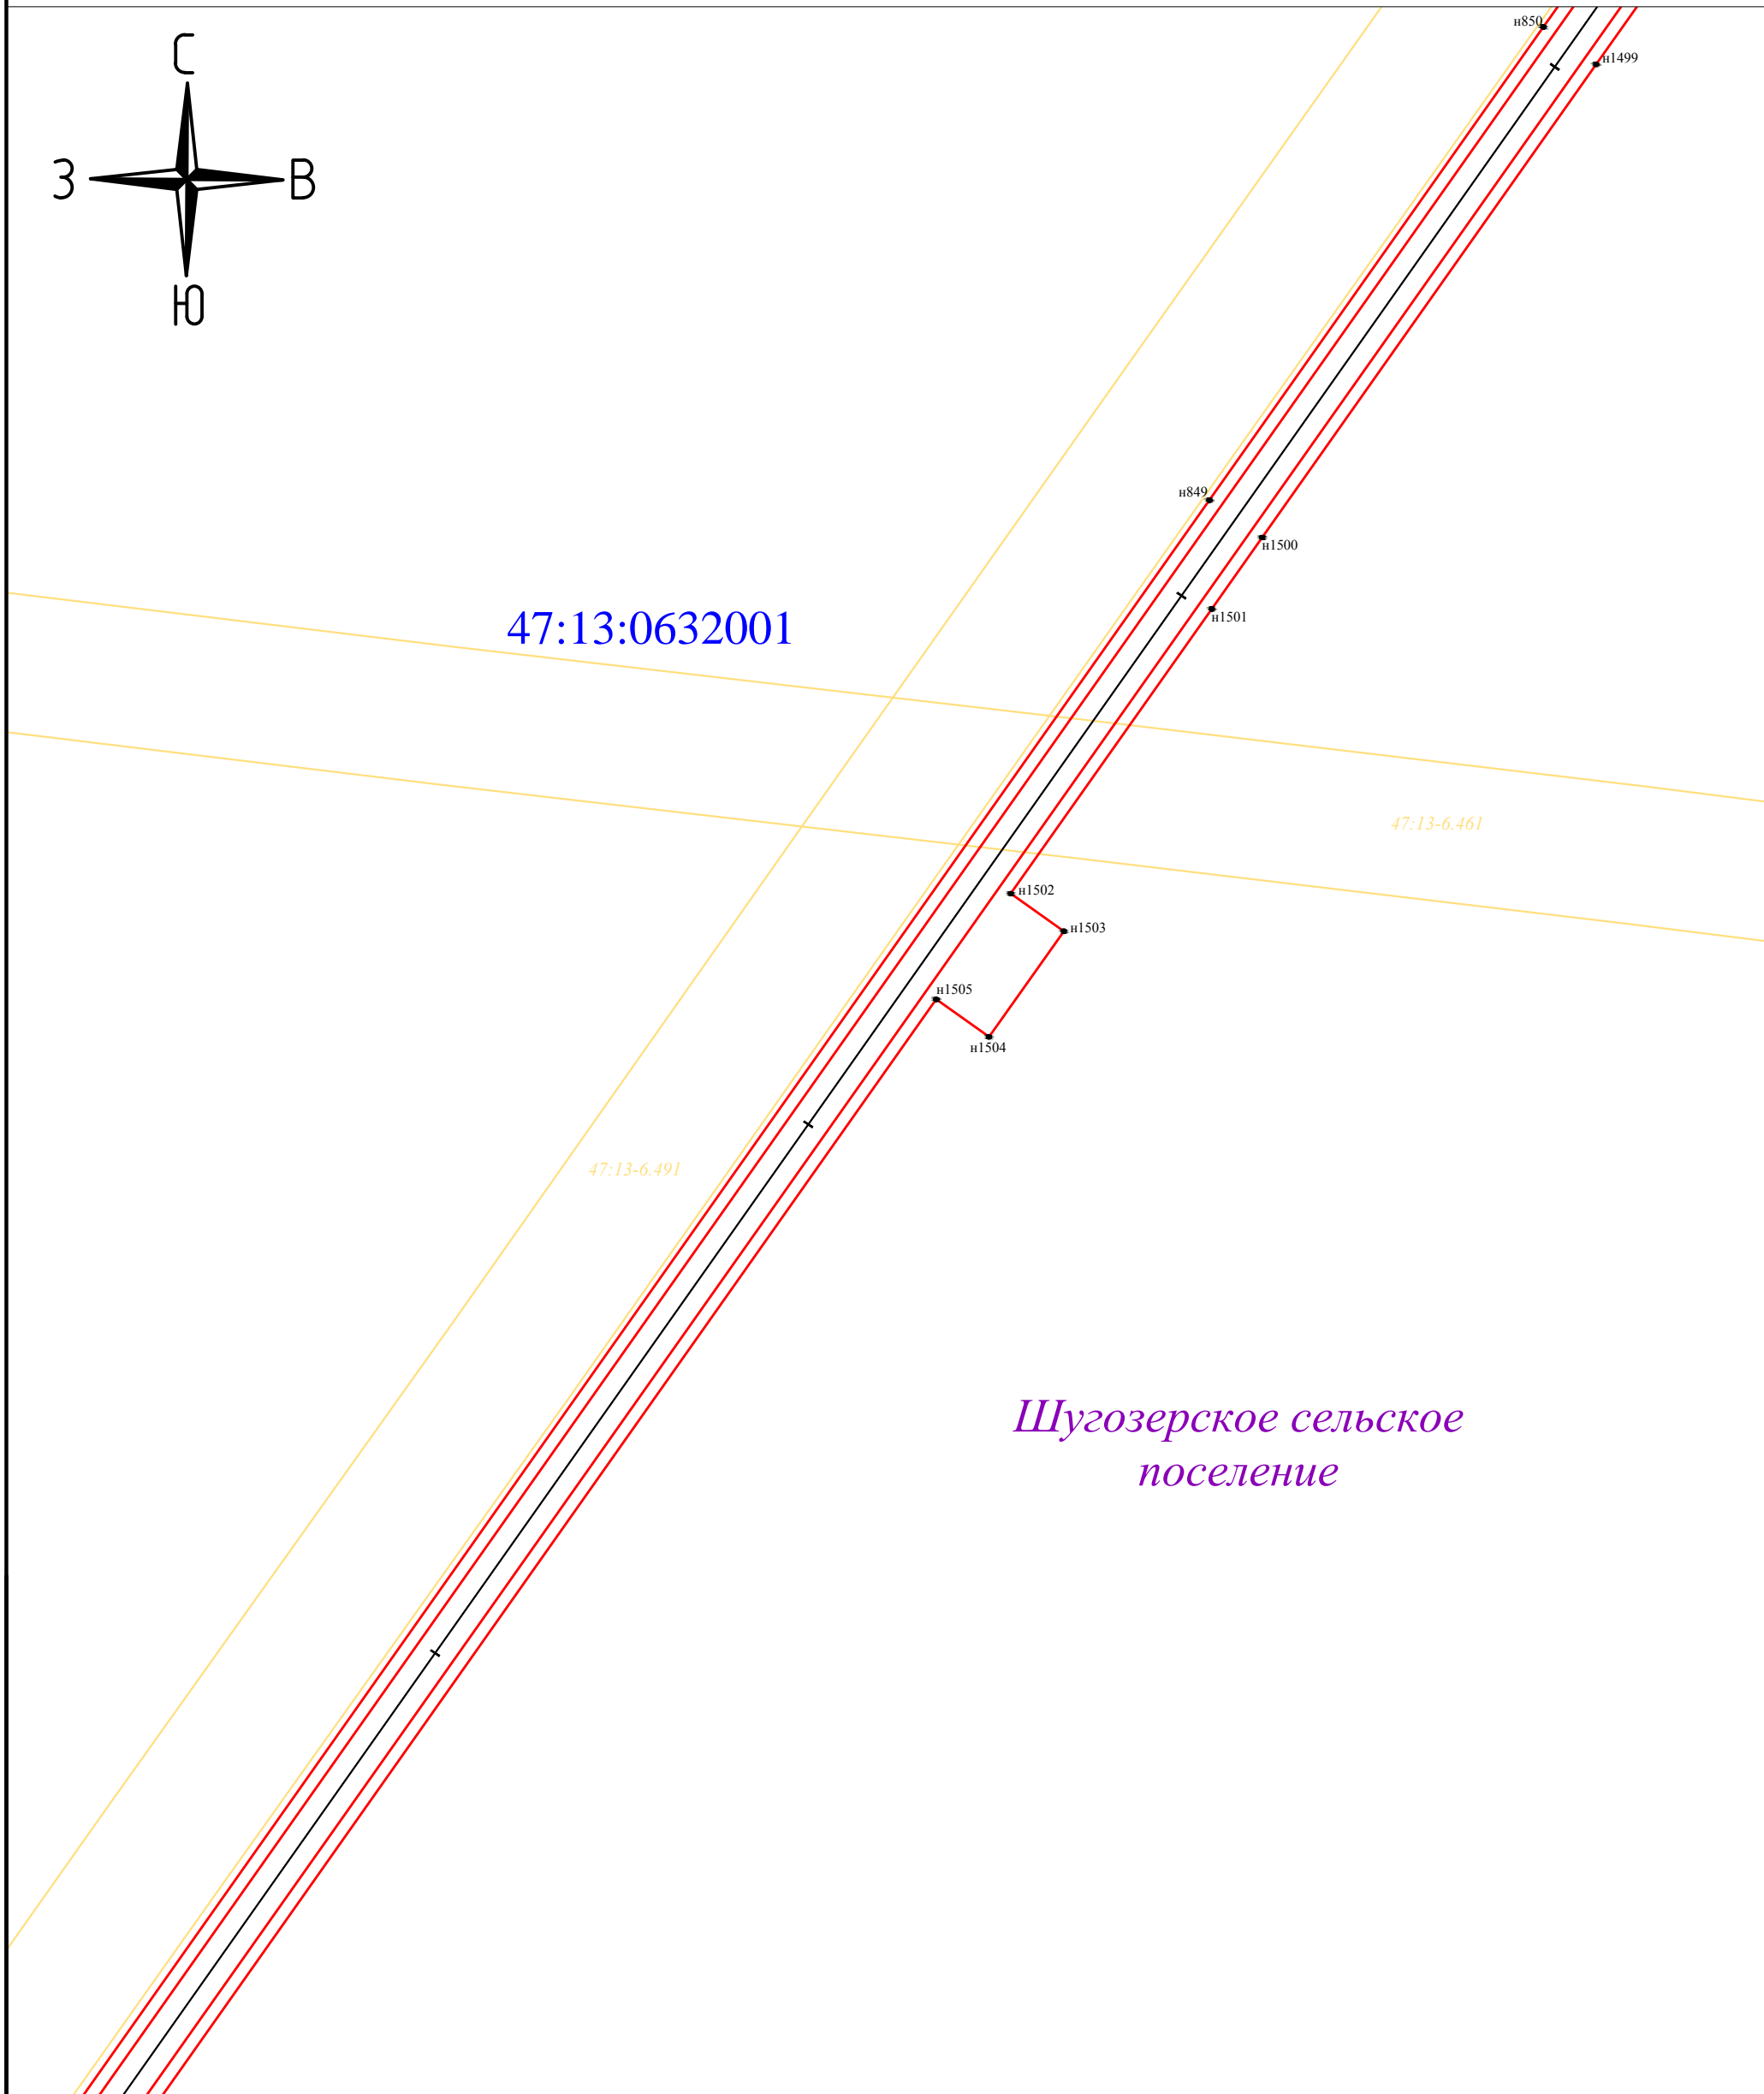 С
З
В
Ю
н850
н1499
н849
н1500
н1501
47:13:0632001
47:13-6.461
н1502
н1503
н1505
н1504
47:13-6.491
Шугозерское сельское
поселение